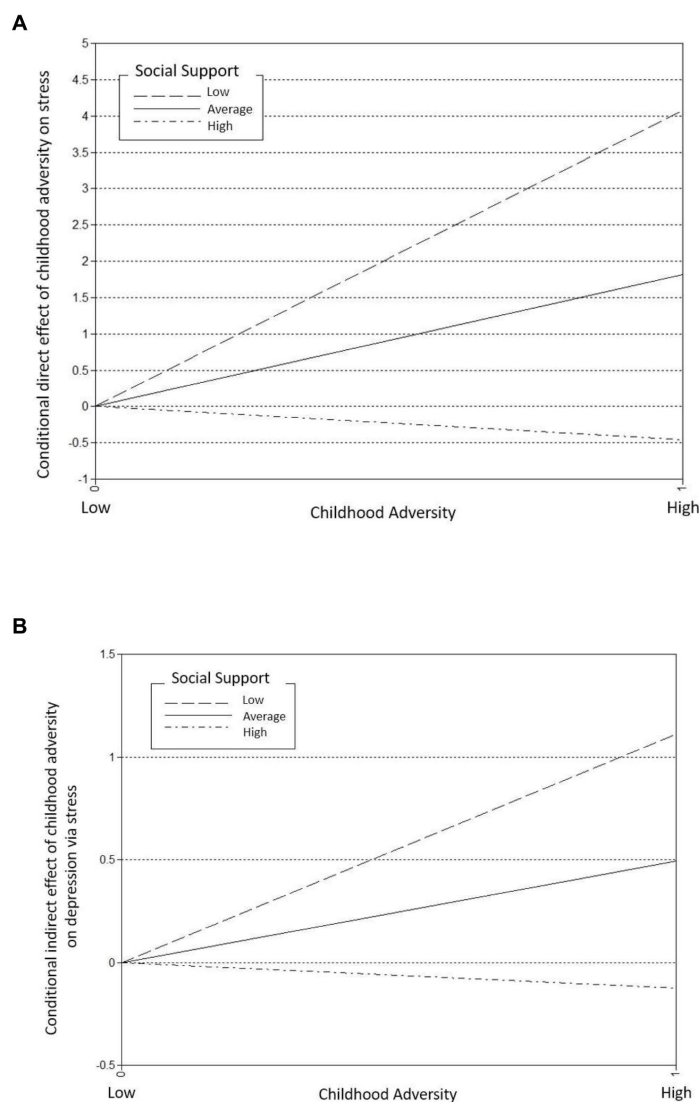 A
Conditional direct effect of childhood adversity on stress
5
4.5
4
3.5
3
2.5
2
1.5
1
0.5
0
-0.5
-1
Social Support
Low
Average
High
0
1
Low
Childhood Adversity
High
B
Conditional indirect effect of childhood adversity
on depression via stress
1.5
1
0.5
0
-0.5
Social Support
Low
Average
High
0
1
Low
Childhood Adversity
High